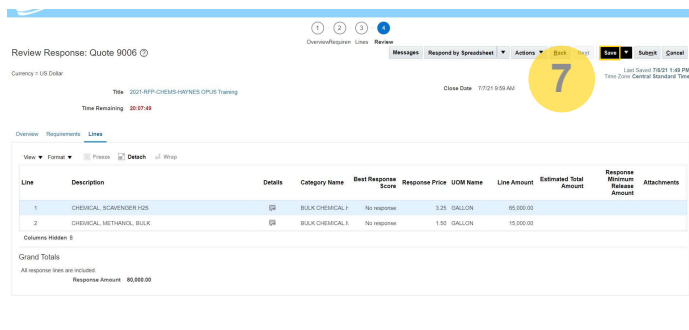 1 2 3 4
Overview Requiren Lines Review
Review Response: Quote 9006
Messages Respond by Spreadsheet Actions Back Next Save Submit Cancel
7
Currency = US Dollar
Last Saved 7/6/21 1:49 PM
Time Zone Central Standard Time
Title 2021-RFP-CHEMS-HAYNES OPUS Training
Close Date 7/7/21 9:59 AM
Time Remaining 20:07:49
Overview Requirements Lines
View Format Freeze Detach Wrap
Line Description Details Category Name Best Response Score Response Price UOM Name Line Amount Estimated Total Amount Response Minimum Release Amount Attachments
1 CHEMICAL, SCAVENGER H2S BULK CHEMICAL No response 3.25 GALLON 65,000.00
2 CHEMICAL, METHANOL, BULK BULK CHEMICAL No response 1.50 GALLON 15,000.00
Columns Hidden
Grand Totals
All response lines are included.
Response Amount 80,000.00